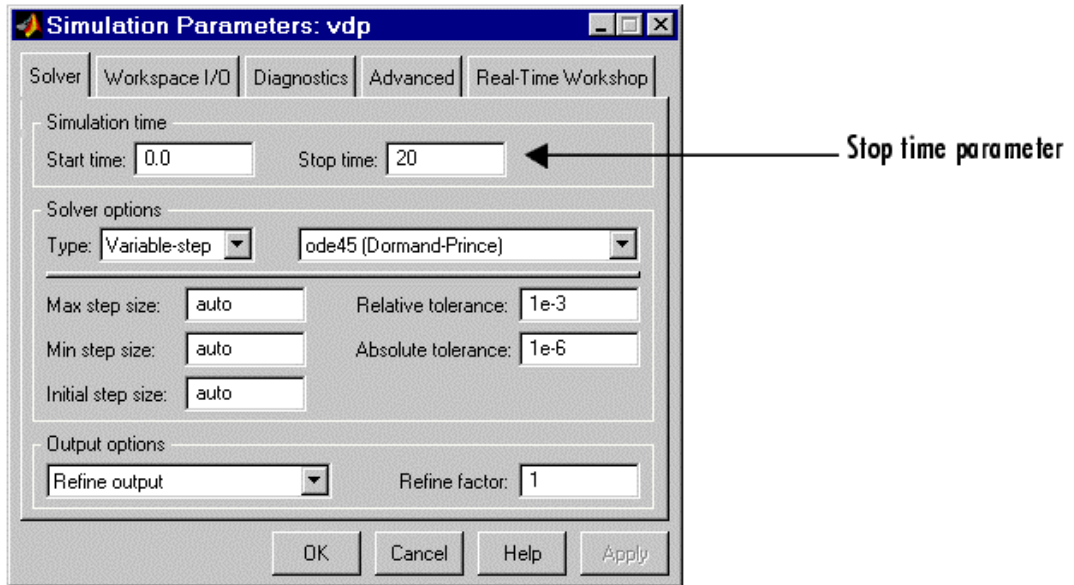 Simulation Parameters: vdp
Solver Workspace I/O Diagnostics Advanced Real-Time Workshop
Simulation time
Start time: 0.0 Stop time: 20
Stop time parameter
Solver options
Type: Variable-step ode45 (Dormand-Prince)
Max step size: auto Relative tolerance: 1e-3
Min step size: auto Absolute tolerance: 1e-6
Initial step size: auto
Output options
Refine output Refine factor: 1
OK Cancel Help Apply